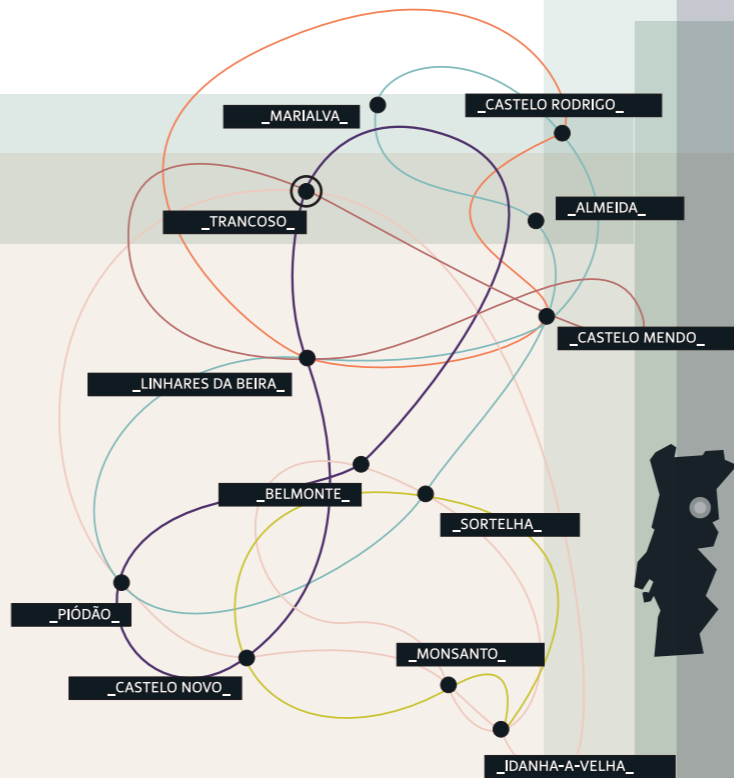 _MARIALVA_
_CASTELO RODRIGO_
_TRANCOSO_
_ALMEIDA_
_CASTELO MENDO_
_LINHARES DA BEIRA_
_BELMONTE_
_SORTELHA_
_PIÓDÃO_
_MONSANTO_
_CASTELO NOVO_
_IDANHA-A-VELHA_